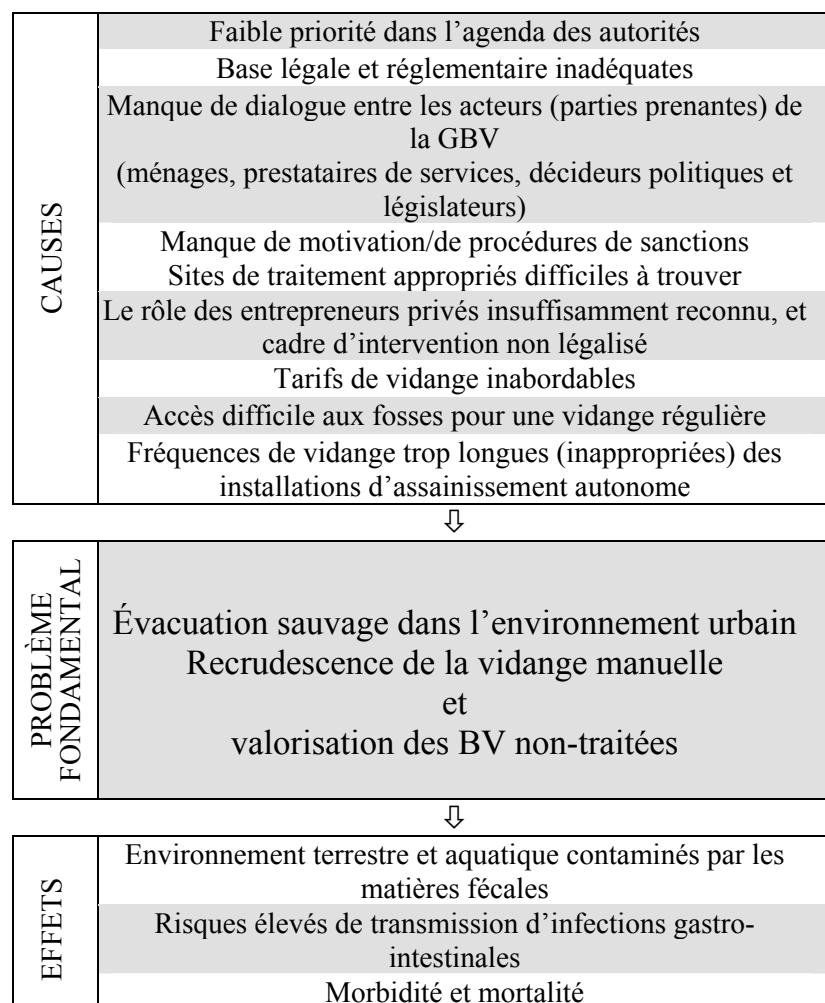 CAUSES
Faible priorité dans l’agenda des autorités
Base légale et réglementaire inadéquates
Manque de dialogue entre les acteurs (parties prenantes) de
la GBV
(ménages, prestataires de services, décideurs politiques et
législateurs)
Manque de motivation/de procédures de sanctions
Sites de traitement appropriés difficiles à trouver
Le rôle des entrepreneurs privés insuffisamment reconnu, et
cadre d’intervention non légalisé
Tarifs de vidange inabordables
Accès difficile aux fosses pour une vidange régulière
Fréquences de vidange trop longues (inappropriées) des
installations d’assainissement autonome
⇩
PROBLÈME
FONDAMENTAL
Évacuation sauvage dans l’environnement urbain
Recrudescence de la vidange manuelle
et
valorisation des BV non-traitées
⇩
EFFETS
Environnement terrestre et aquatique contaminés par les
matières fécales
Risques élevés de transmission d’infections gastro-
intestinales
Morbidité et mortalité